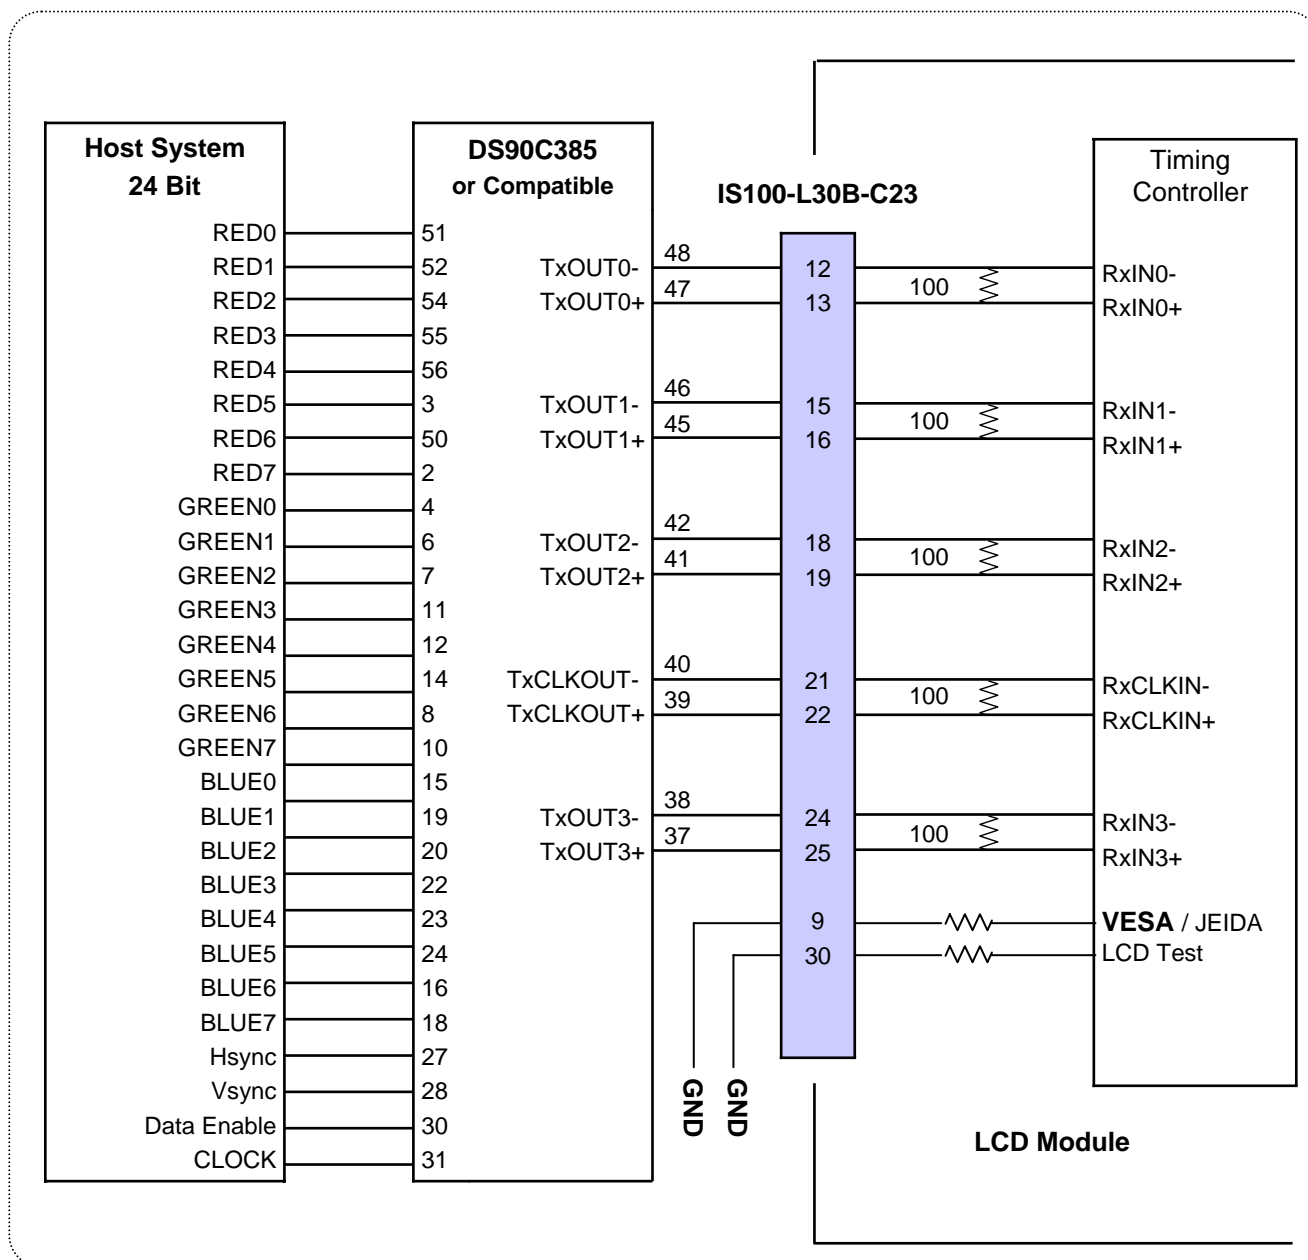 Host System
24 Bit
RED0
RED1
RED2
RED3
RED4
RED5
RED6
RED7
GREEN0
GREEN1
GREEN2
GREEN3
GREEN4
GREEN5
GREEN6
GREEN7
BLUE0
BLUE1
BLUE2
BLUE3
BLUE4
BLUE5
BLUE6
BLUE7
Hsync
Vsync
Data Enable
CLOCK
DS90C385
or Compatible
51
52
54
55
56
3
50
2
4
6
7
11
12
14
8
10
15
19
20
22
23
24
16
18
27
28
30
31
TxOUT0-
TxOUT0+
TxOUT1-
TxOUT1+
TxOUT2-
TxOUT2+
TxCLKOUT-
TxCLKOUT+
TxOUT3-
TxOUT3+
48
47
46
45
42
41
40
39
38
37
GND
GND
IS100-L30B-C23
12
13
15
16
18
19
21
22
24
25
9
30
100
100
100
100
100
Timing
Controller
RxIN0-
RxIN0+
RxIN1-
RxIN1+
RxIN2-
RxIN2+
RxCLKIN-
RxCLKIN+
RxIN3-
RxIN3+
VESA / JEIDA
LCD Test
LCD Module